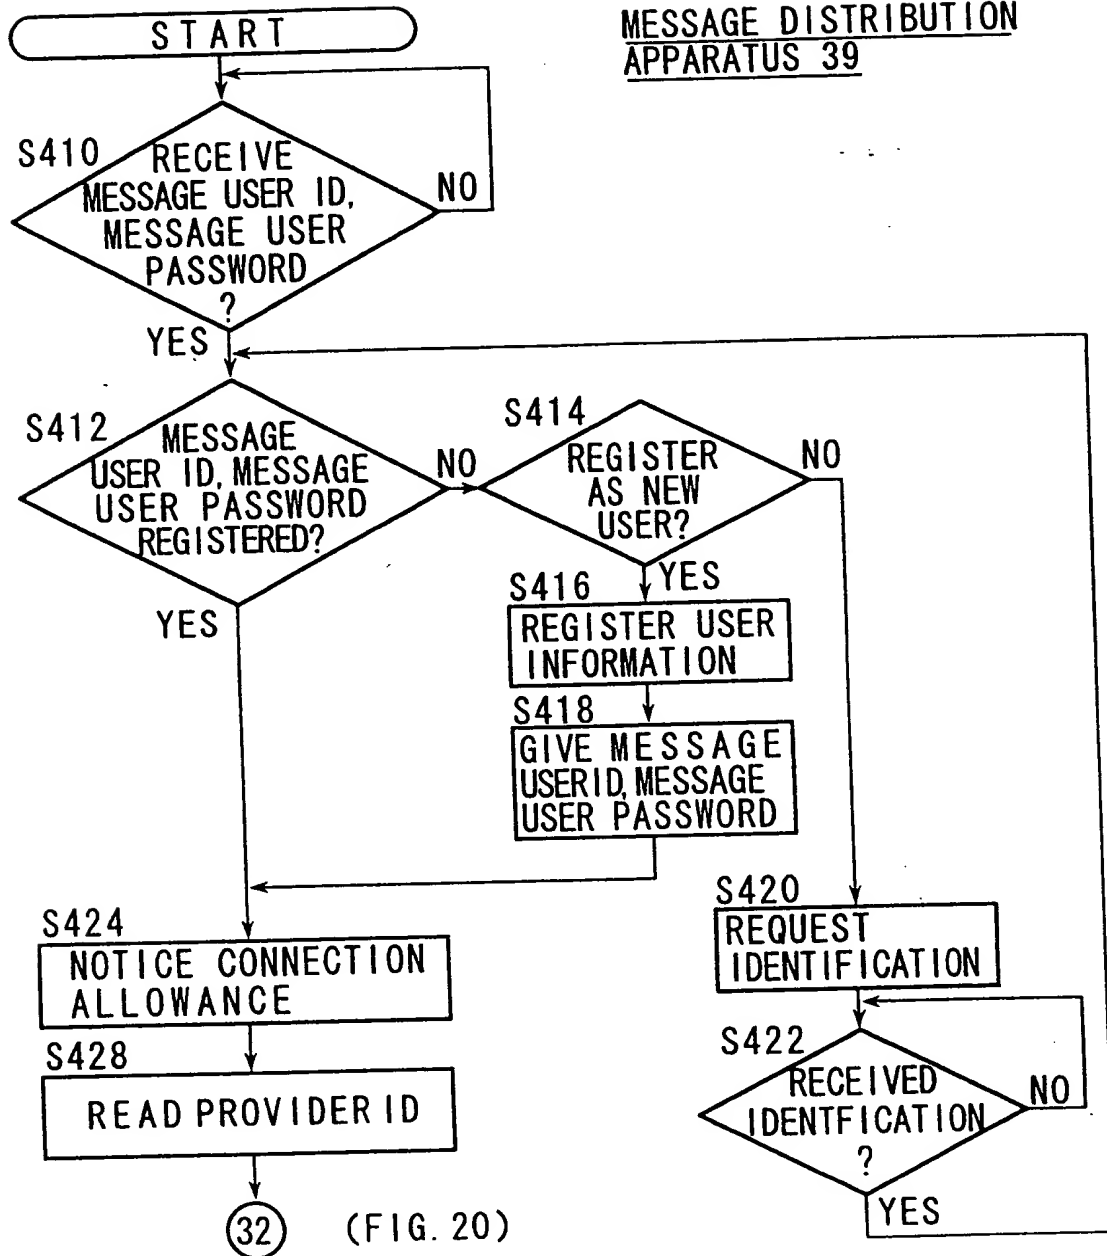 START
MESSAGE DISTRIBUTION
APPARATUS 39
S410
RECEIVE
MESSAGE USER ID,
MESSAGE USER
PASSWORD
?
NO
YES
S412
MESSAGE
USER ID, MESSAGE
USER PASSWORD
REGISTERED?
NO
YES
S414
REGISTER
AS NEW
USER?
NO
YES
S416
REGISTER USER
INFORMATION
S418
GIVE MESSAGE
USERID, MESSAGE
USER PASSWORD
S420
REQUEST
IDENTIFICATION
S422
RECEIVED
IDENTFICATION
?
NO
YES
S424
NOTICE CONNECTION
ALLOWANCE
S428
READ PROVIDER ID
32
(FIG. 20)